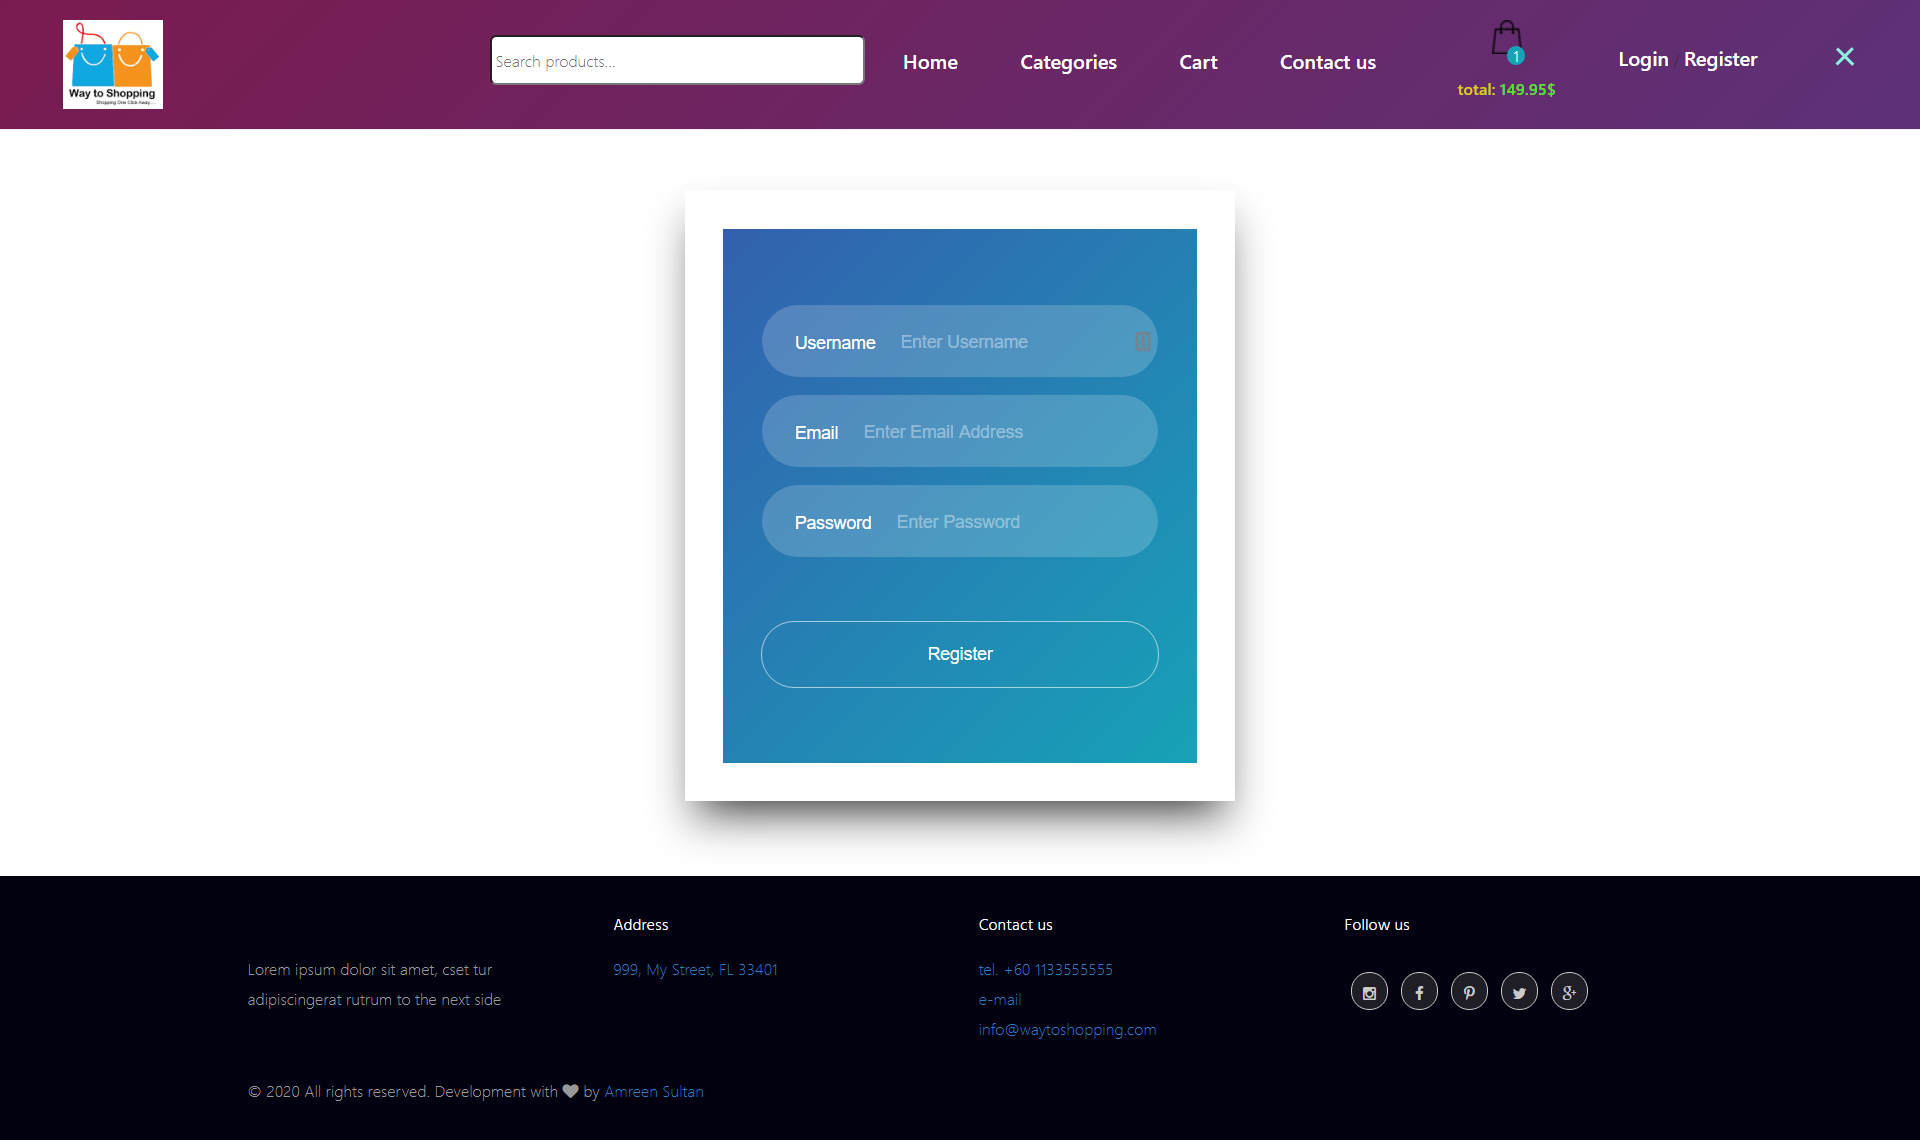 Way to Shopping
Shopping One Click Away....
Search products...
Home
Categories
Cart
Contact us
1
total: 149.95$
Login / Register
Username Enter Username
Email Enter Email Address
Password Enter Password
Register
Lorem ipsum dolor sit amet, cset tur
adipiscingerat rutrum to the next side
Address
999, My Street, FL 33401
Contact us
tel. +60 1133555555
e-mail
info@waytoshopping.com
Follow us
© 2020 All rights reserved. Development with by Amreen Sultan